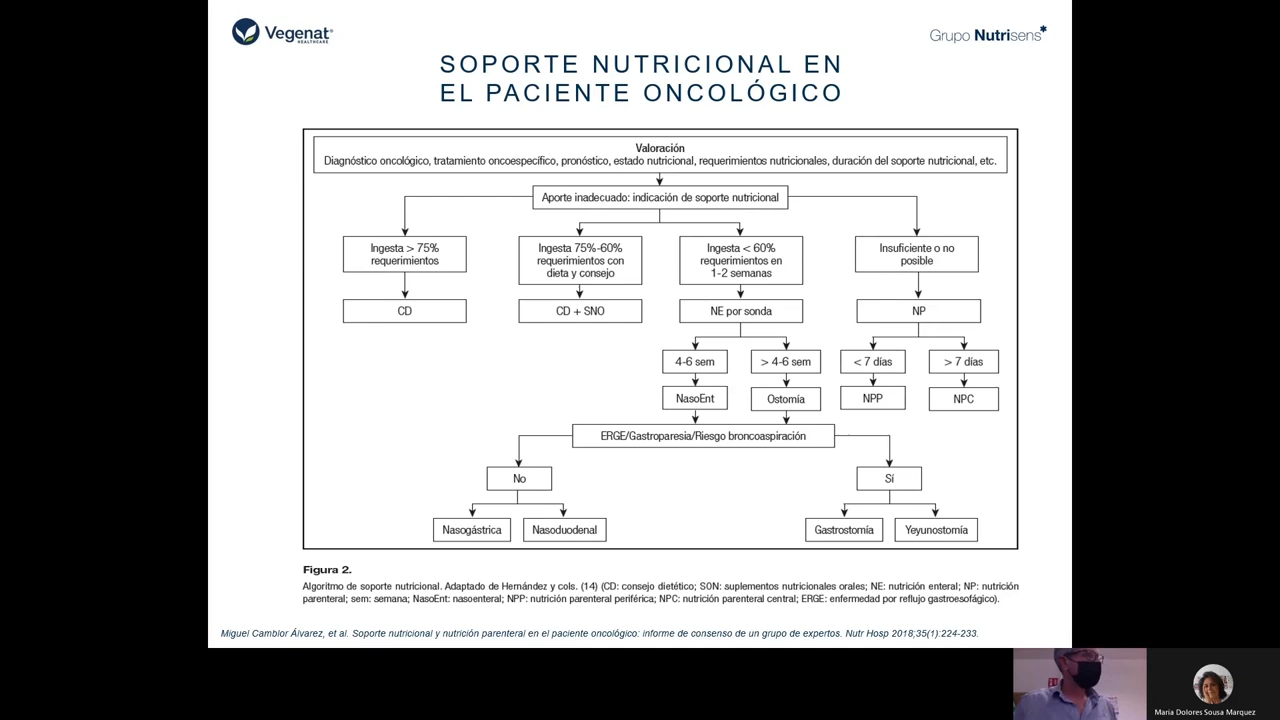 Vegenat®
HEALTHCARE
Grupo Nutrisens*
SOPORTE NUTRICIONAL EN
EL PACIENTE ONCOLÓGICO
Valoración
Diagnóstico oncológico, tratamiento oncoespecífico, pronóstico, estado nutricional, requerimientos nutricionales, duración del soporte nutricional, etc.
Aporte inadecuado: indicación de soporte nutricional
Ingesta > 75%
requerimientos
Ingesta 75%-60%
requerimientos con
dieta y consejo
Ingesta < 60%
requerimientos en
1-2 semanas
Insuficiente o no
posible
CD
CD + SNO
NE por sonda
NP
4-6 sem
> 4-6 sem
< 7 días
> 7 días
NasoEnt
Ostomía
NPP
NPC
ERGE/Gastroparesia/Riesgo broncoaspiración
No
Sí
Nasogástrica
Nasoduodenal
Gastrostomía
Yeyunostomía
Figura 2.
Algoritmo de soporte nutricional. Adaptado de Hernández y cols. (14) (CD: consejo dietético; SON: suplementos nutricionales orales; NE: nutrición enteral; NP: nutrición
parenteral; sem: semana; NasoEnt: nasoenteral; NPP: nutrición parenteral periférica; NPC: nutrición parenteral central; ERGE: enfermedad por reflujo gastroesofágico).
Miguel Camblor Álvarez, et al. Soporte nutricional y nutrición parenteral en el paciente oncológico: informe de consenso de un grupo de expertos. Nutr Hosp 2018;35(1):224-233.
Maria Dolores Sousa Marquez